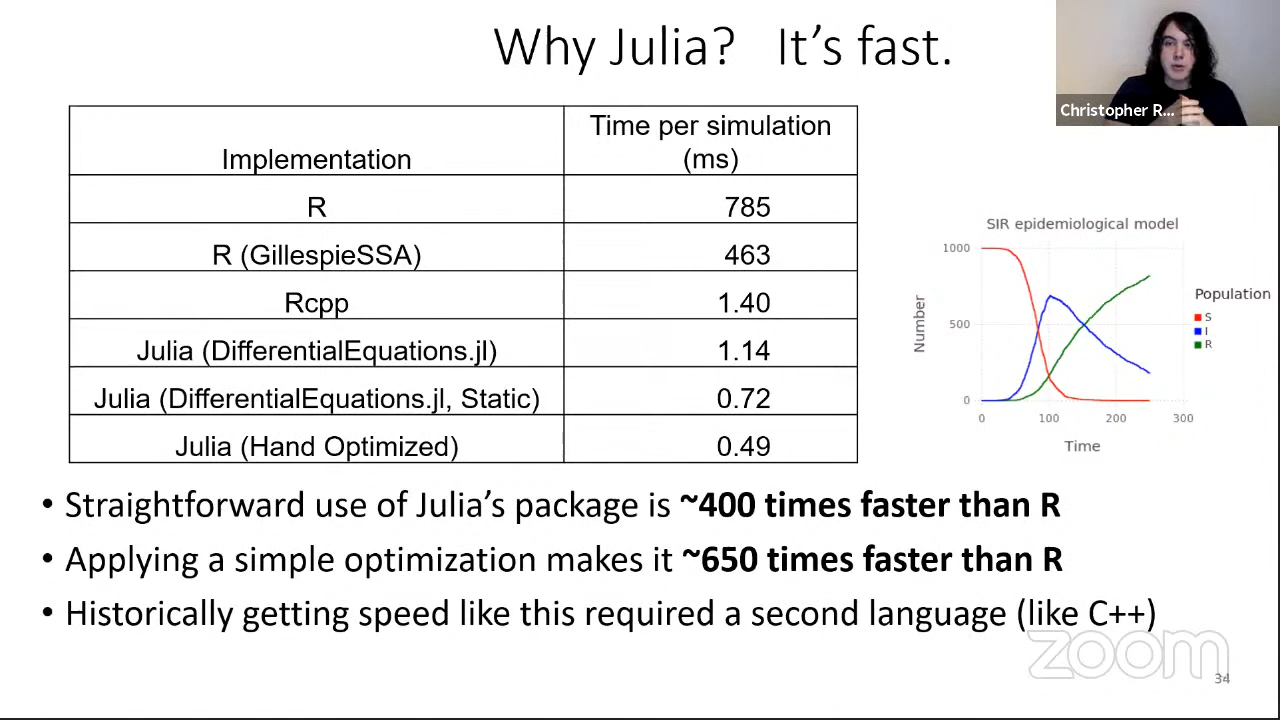 Why Julia? It's fast.
Christopher R...
Implementation
Time per simulation
(ms)
R
785
R (GillespieSSA)
463
Rcpp
1.40
Julia (DifferentialEquations.jl)
1.14
Julia (DifferentialEquations.jl, Static)
0.72
Julia (Hand Optimized)
0.49
SIR epidemiological model
1000
500
0
Number
0 100 200 300
Time
Population
S
I
R
• Straightforward use of Julia's package is ~400 times faster than R
• Applying a simple optimization makes it ~650 times faster than R
• Historically getting speed like this required a second language (like C++)
zoom
34